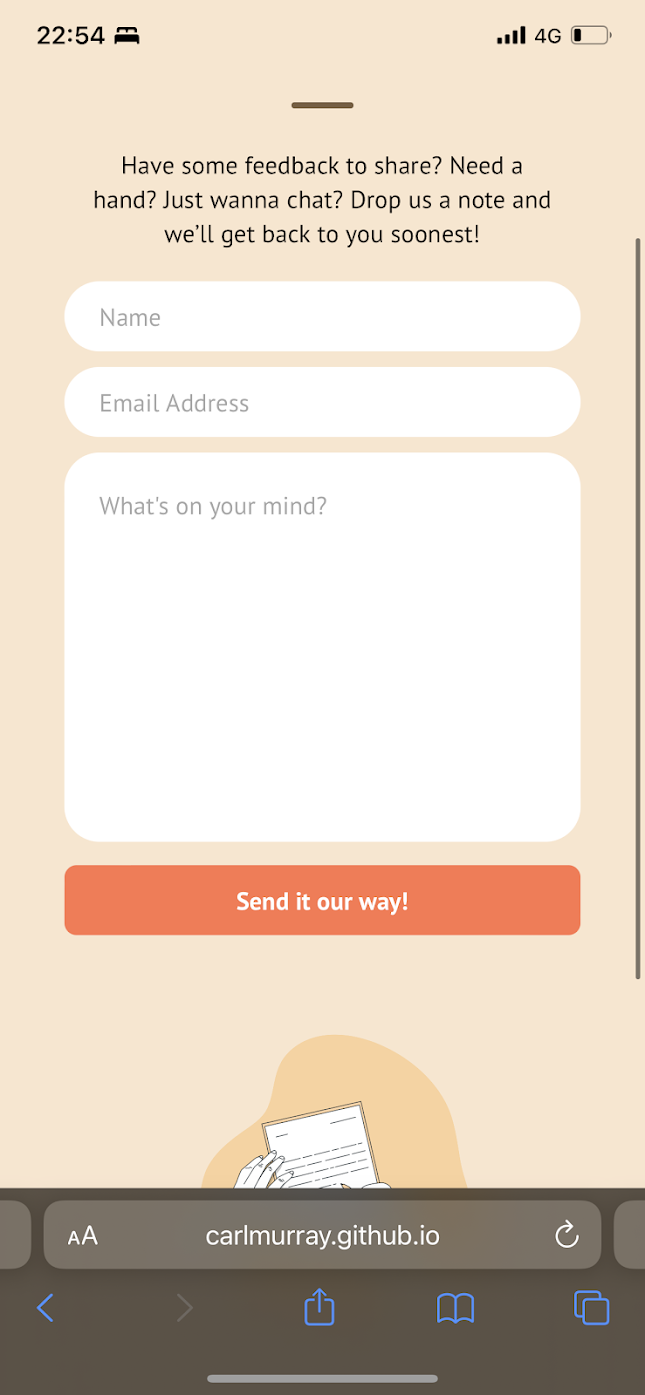 22:54
4G
Have some feedback to share? Need a
hand? Just wanna chat? Drop us a note and
we’ll get back to you soonest!
Name
Email Address
What's on your mind?
Send it our way!
AA
carlmurray.github.io